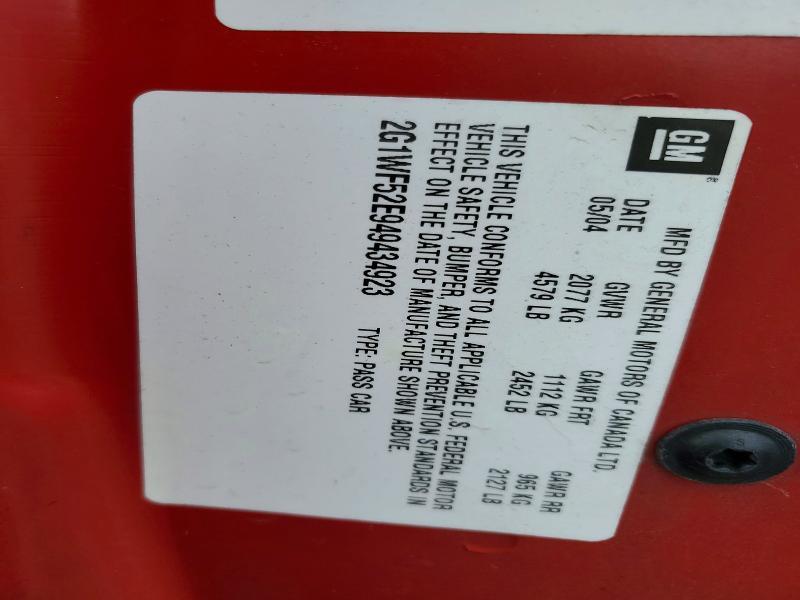 GM
MFD BY GENERAL MOTORS OF CANADA LTD.
DATE GVWR GAWR FRT GAWR RR
05/04 2077 KG 1112 KG 965 KG
4579 LB 2452 LB 2127 LB
THIS VEHICLE CONFORMS TO ALL APPLICABLE U.S. FEDERAL MOTOR
VEHICLE SAFETY, BUMPER, AND THEFT PREVENTION STANDARDS IN
EFFECT ON THE DATE OF MANUFACTURE SHOWN ABOVE.
2G1WF52E949434923 TYPE: PASS CAR